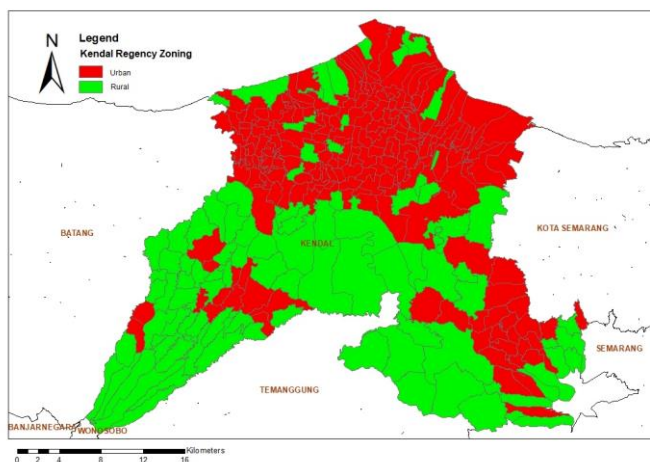 N
Legend
Kendal Regency Zoning
Urban
Rural
BATANG
KENDAL
KOTA SEMARANG
SEMARANG
TEMANGGUNG
BANJARNEGARA
WONOSOBO
0 2 4 8 12 16
Kilometers